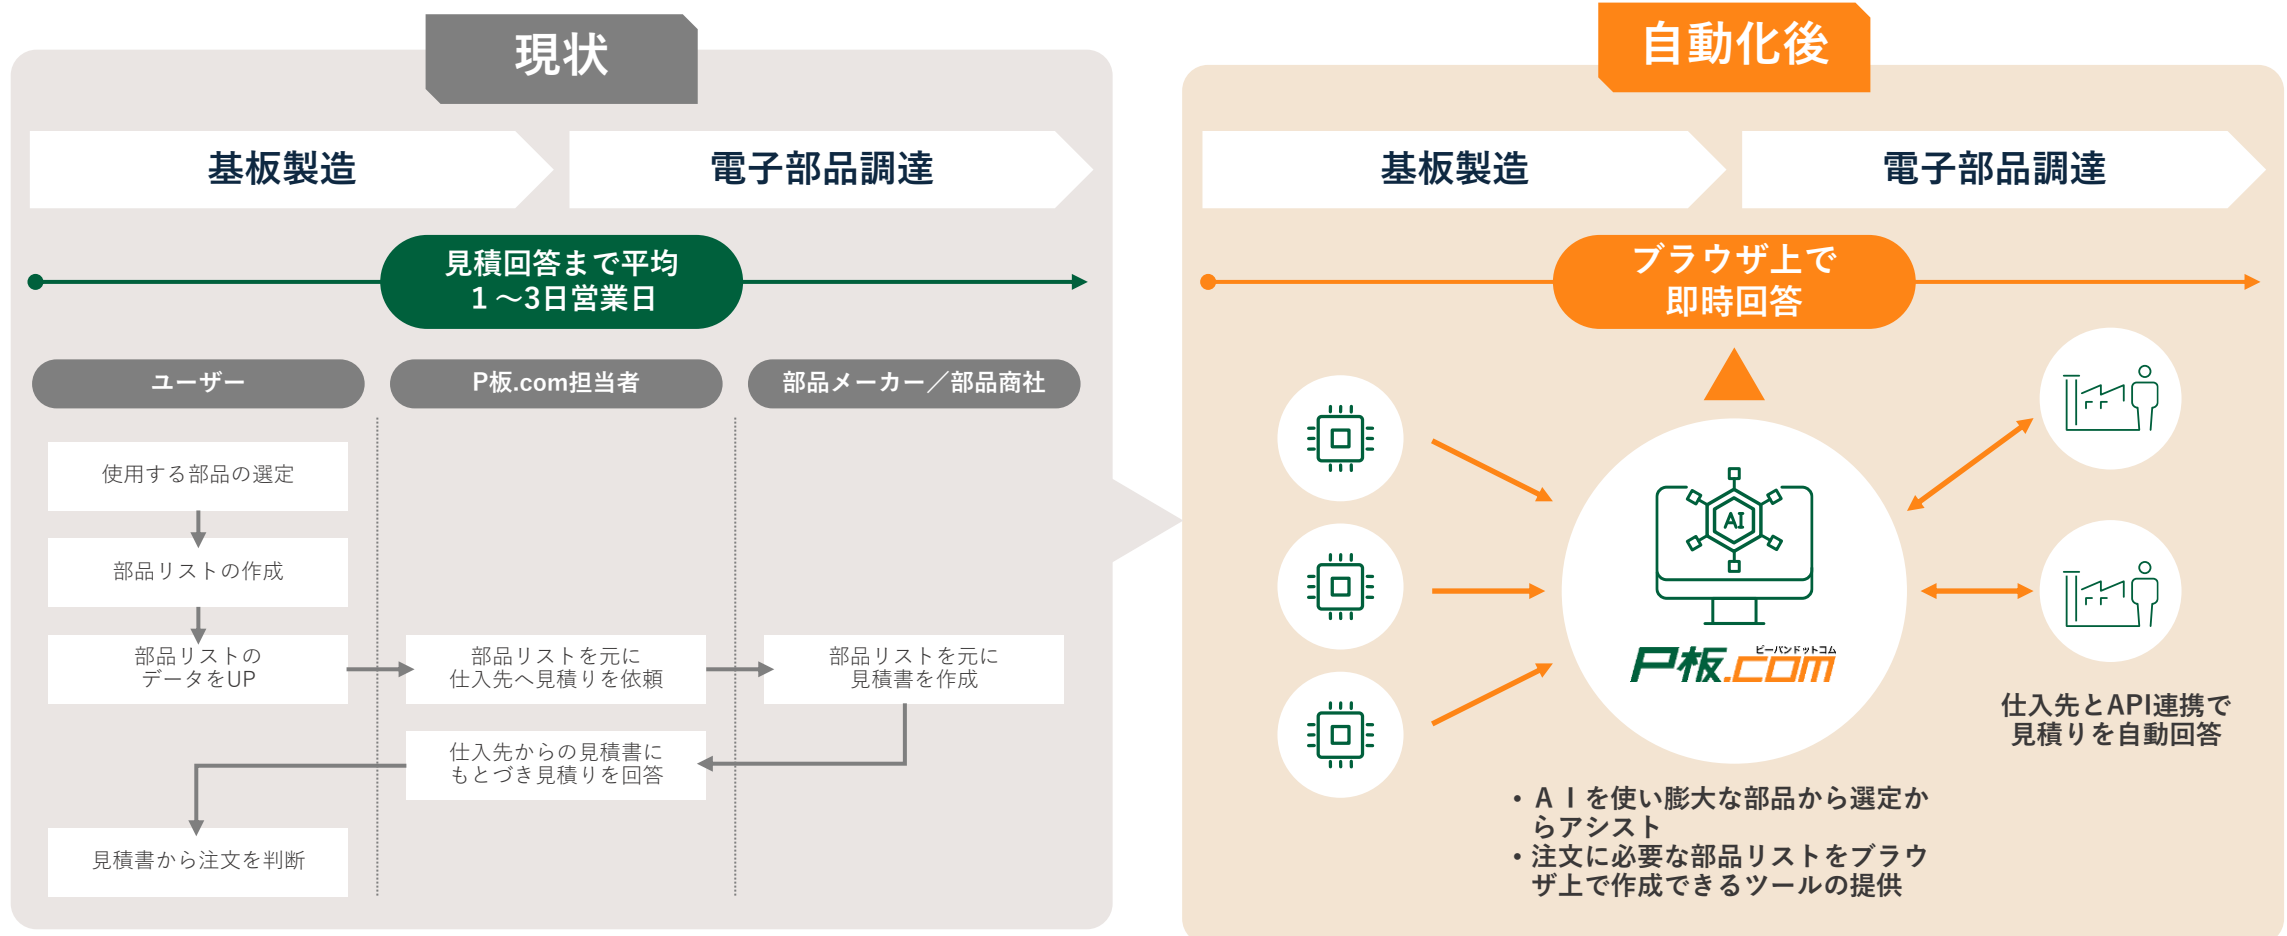 現状
基板製造
電子部品調達
見積回答まで平均
1～3日営業日
ユーザー
P板.com担当者
部品メーカー／部品商社
使用する部品の選定
部品リストの作成
部品リストの
データをUP
部品リストを元に
仕入先へ見積りを依頼
部品リストを元に
見積書を作成
仕入先からの見積書に
もとづき見積りを回答
見積書から注文を判断
自動化後
基板製造
電子部品調達
ブラウザ上で
即時回答
AI
ピーバンドットコム
P板.com
仕入先とAPI連携で
見積りを自動回答
・ＡＩを使い膨大な部品から選定か
らアシスト
・注文に必要な部品リストをブラウ
ザ上で作成できるツールの提供